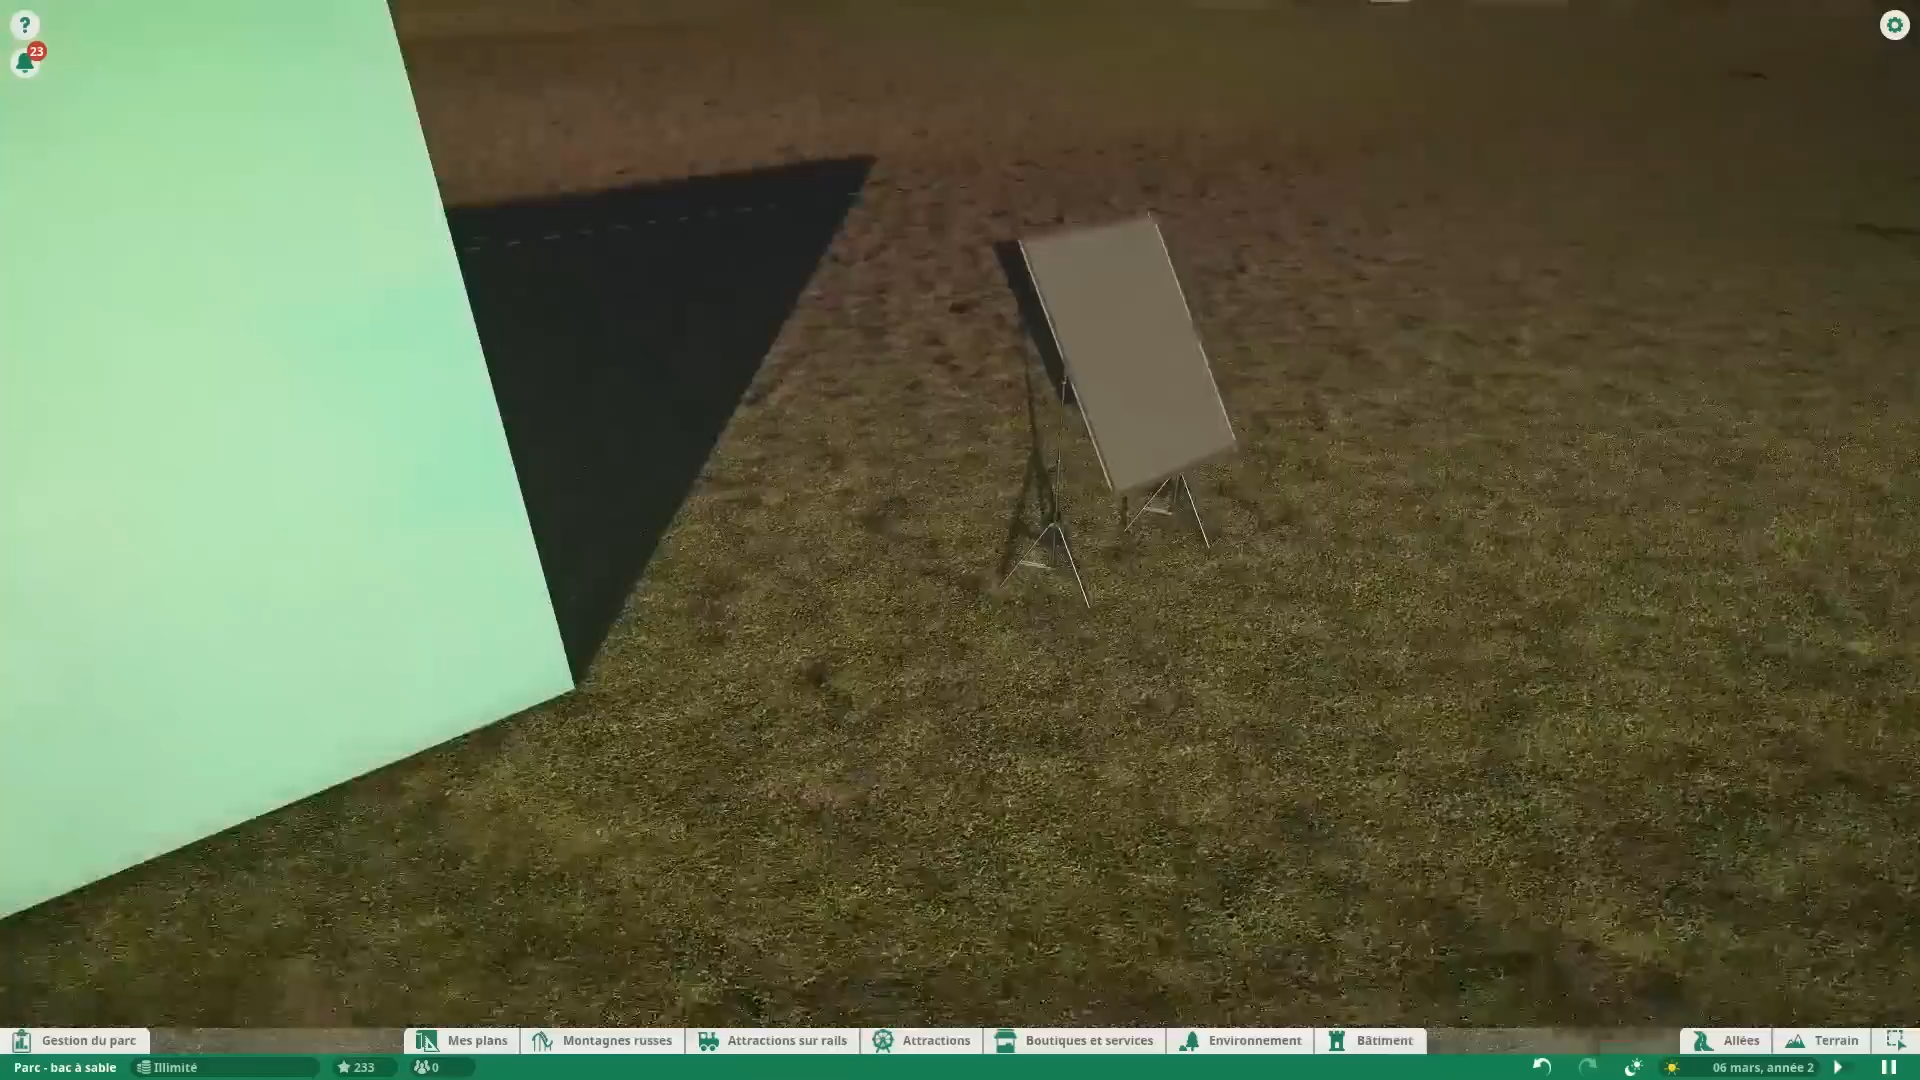 ?
23
Gestion du parc
Mes plans
Montagnes russes
Attractions sur rails
Attractions
Boutiques et services
Environnement
Bâtiment
Allées
Terrain
Parc - bac à sable
Illimité
233
0
06 mars, année 2